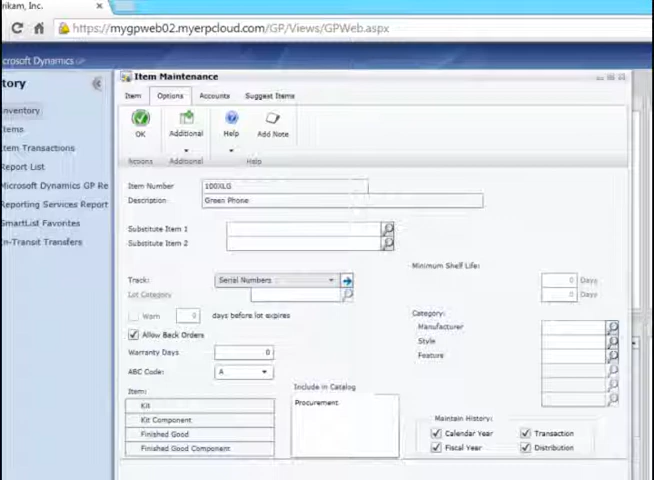 rikam, Inc.
https://mygpweb02.myerpcloud.com/GP/Views/GPWeb.aspx
crosoft Dynamics GP
tory
Inventory
Items
Item Transactions
Report List
Microsoft Dynamics GP Re
Reporting Services Report
SmartList Favorites
In-Transit Transfers
Item Maintenance
Item Options Accounts Suggest Items
OK Additional Help Add Note
Actions Additional Help
Item Number 100XLG
Description Green Phone
Substitute Item 1
Substitute Item 2
Minimum Shelf Life:
Track: Serial Numbers 0 Days
Lot Category 0 Days
Warn 0 days before lot expires
Category:
Manufacturer
Allow Back Orders
Style
Warranty Days 0
Feature
ABC Code: A
Item:
Include in Catalog
Kit
Procurement
Kit Component
Maintain History:
Finished Good
Calendar Year Transaction
Finished Good Component
Fiscal Year Distribution